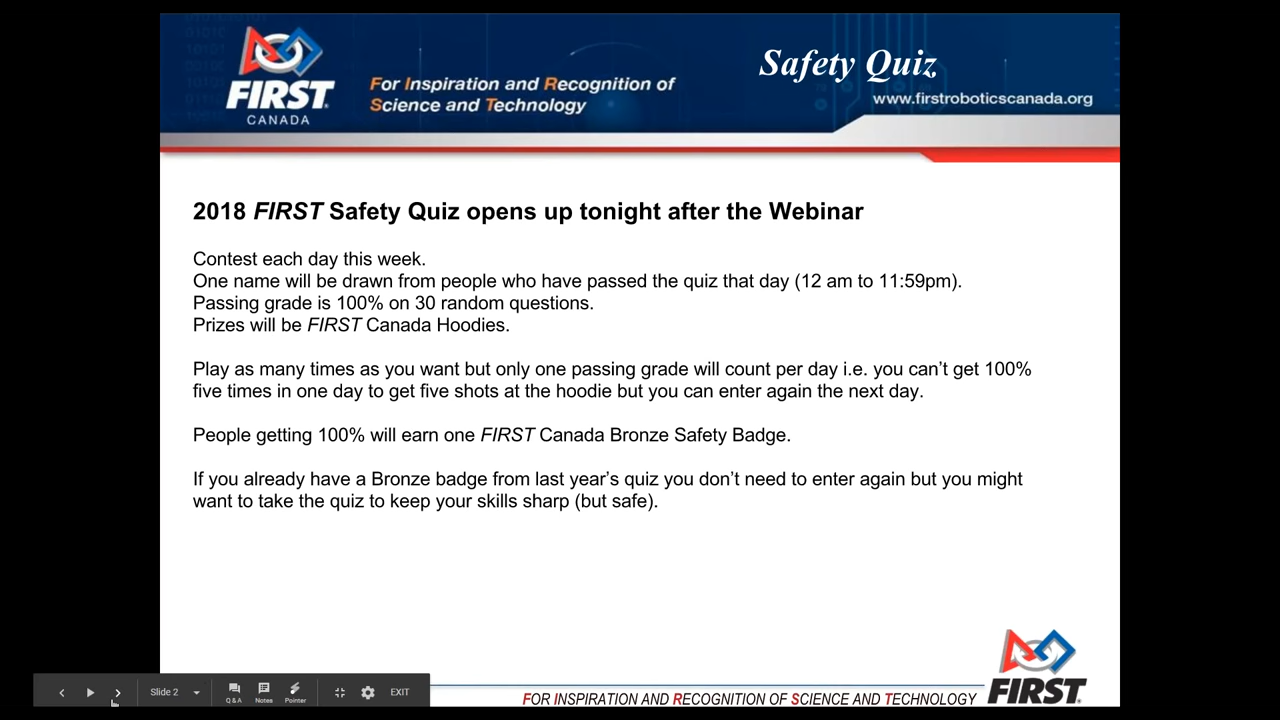 FIRST
CANADA
For Inspiration and Recognition of
Science and Technology
Safety Quiz
www.firstroboticscanada.org
2018 FIRST Safety Quiz opens up tonight after the Webinar
Contest each day this week.
One name will be drawn from people who have passed the quiz that day (12 am to 11:59pm).
Passing grade is 100% on 30 random questions.
Prizes will be FIRST Canada Hoodies.
Play as many times as you want but only one passing grade will count per day i.e. you can’t get 100%
five times in one day to get five shots at the hoodie but you can enter again the next day.
People getting 100% will earn one FIRST Canada Bronze Safety Badge.
If you already have a Bronze badge from last year’s quiz you don’t need to enter again but you might
want to take the quiz to keep your skills sharp (but safe).
Slide 2
Q & A
Notes
Pointer
EXIT
FOR INSPIRATION AND RECOGNITION OF SCIENCE AND TECHNOLOGY
FIRST